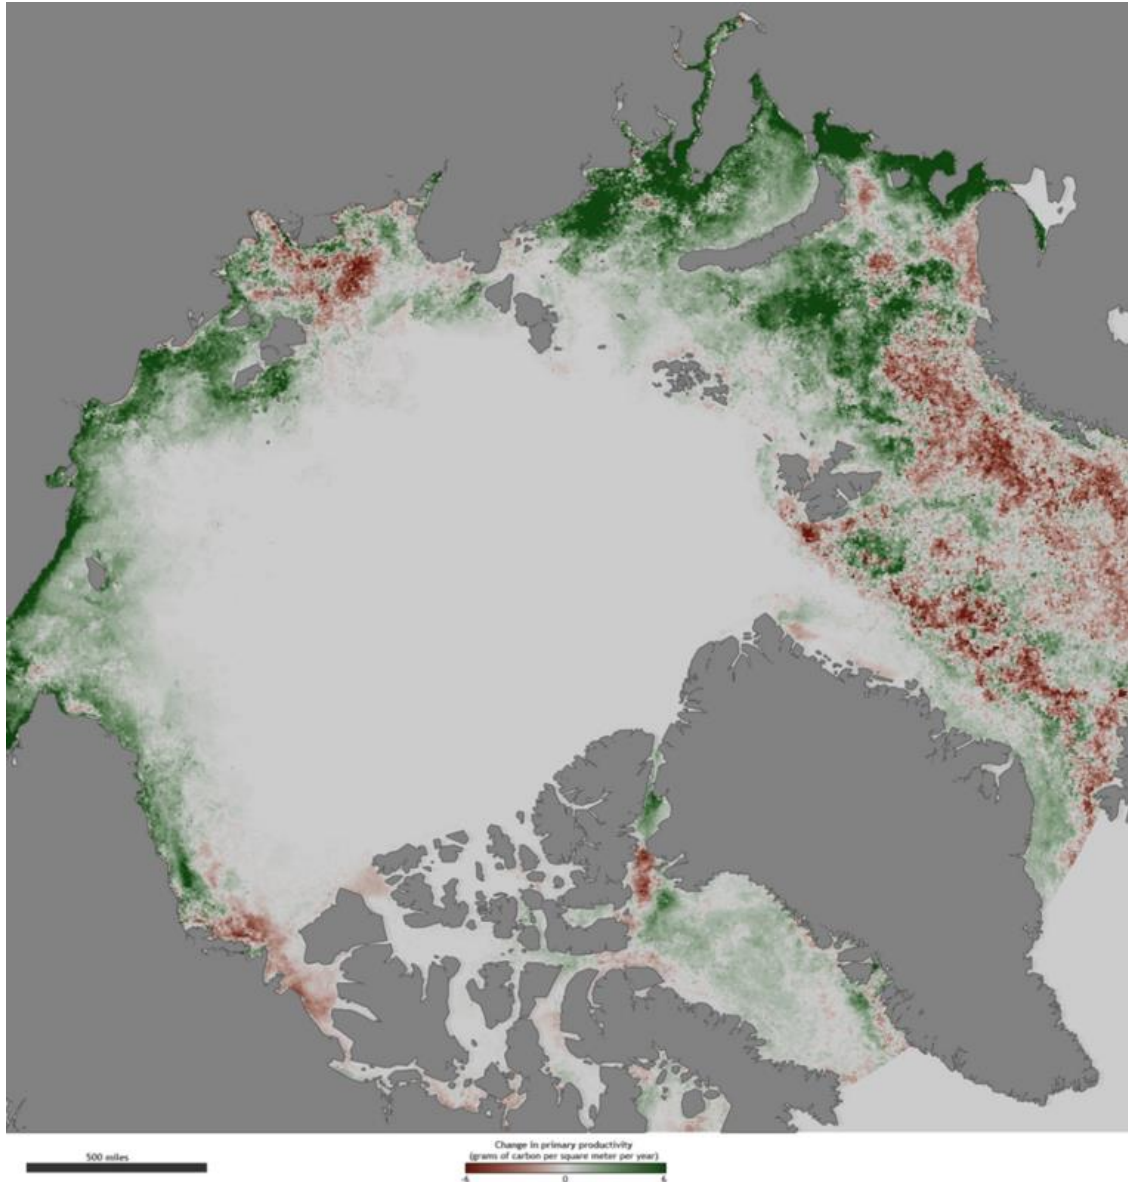 500 miles
Change in primary productivity
(grams of carbon per square meter per year)
0
6